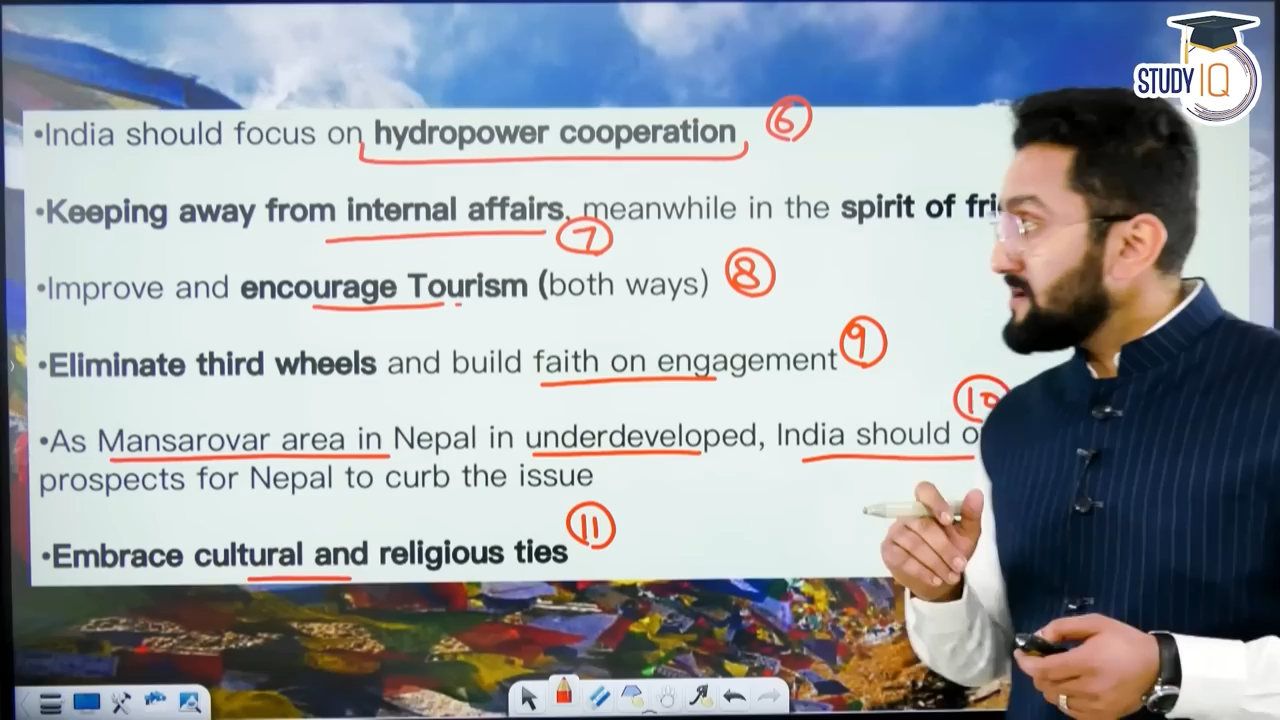 STUDY IQ
•India should focus on hydropower cooperation 6
•Keeping away from internal affairs, meanwhile in the spirit of
7
•Improve and encourage Tourism (both ways) 8
•Eliminate third wheels and build faith on engagement 9
10
•As Mansarovar area in Nepal in underdeveloped, India should
prospects for Nepal to curb the issue
11
•Embrace cultural and religious ties